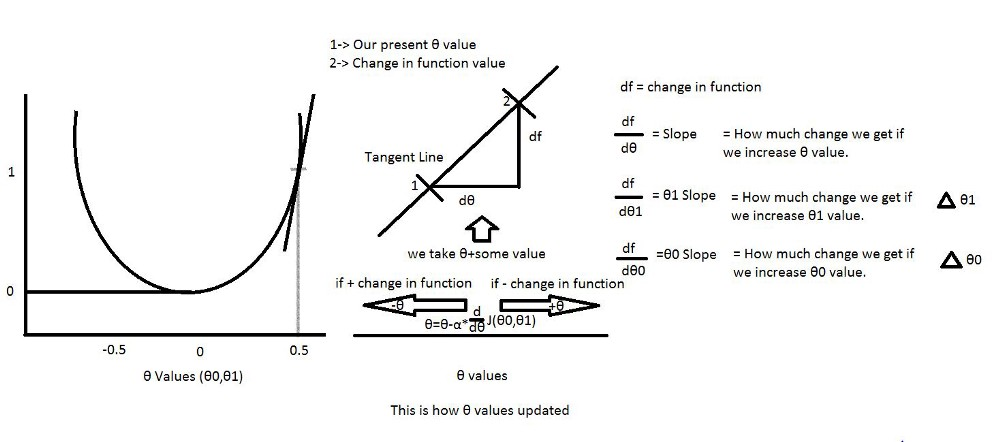 1-> Our present θ value
2-> Change in function value
1
0
-0.5
0
0.5
θ Values (θ0,θ1)
2
df
Tangent Line
1
dθ
we take θ+some value
if + change in function
if - change in function
-θ
+θ
θ=θ-α* d/dθ J(θ0,θ1)
θ values
This is how θ values updated
df = change in function
df
dθ
= Slope
= How much change we get if
we increase θ value.
df
dθ1
= θ1 Slope
= How much change we get if
we increase θ1 value.
△ θ1
df
dθ0
=θ0 Slope
= How much change we get if
we increase θ0 value.
△ θ0